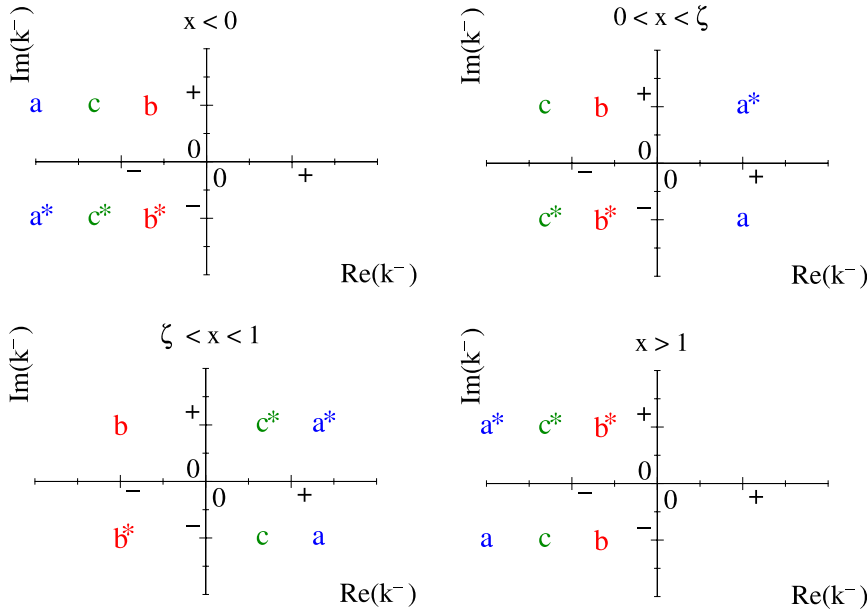 x < 0
Im(k⁻)
a c b +
0
− 0 +
a* c* b* −
Re(k⁻)
0 < x < ζ
Im(k⁻)
c b + a*
0
− 0 +
c* b* − a
Re(k⁻)
ζ < x < 1
Im(k⁻)
b + c* a*
0
− 0 +
b* − c a
Re(k⁻)
x > 1
Im(k⁻)
a* c* b* +
0
− 0 +
a c b −
Re(k⁻)